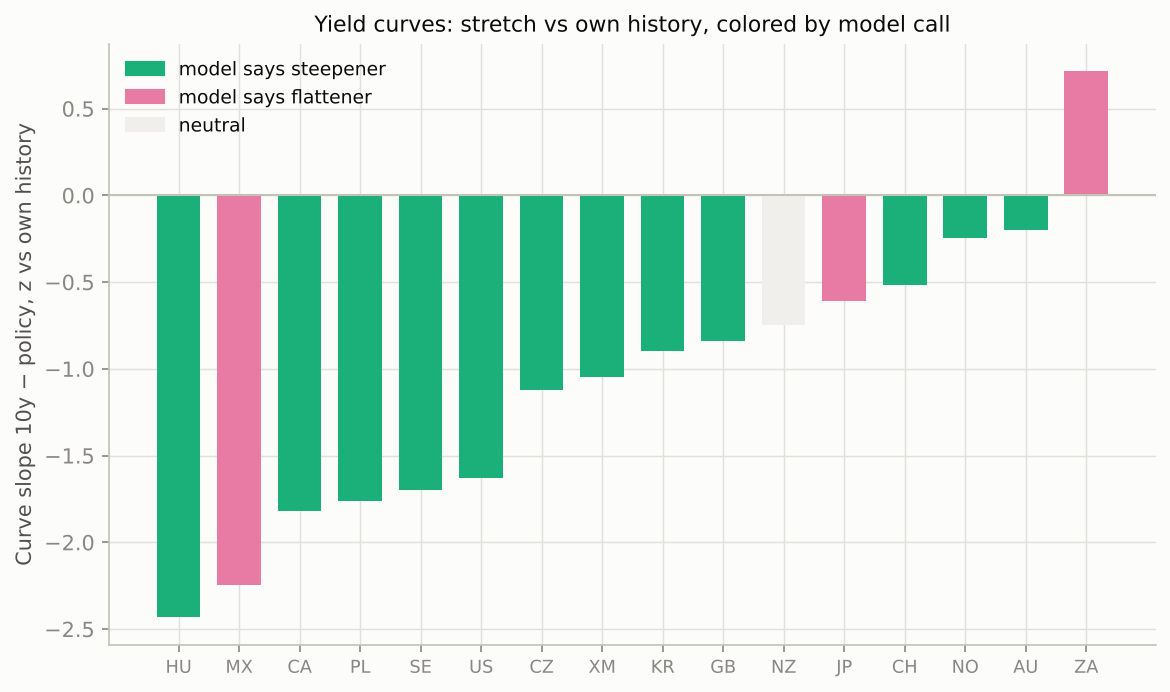 Yield curves: stretch vs own history, colored by model call
model says steepener
model says flattener
neutral
Curve slope 10y − policy, z vs own history
0.5
0.0
−0.5
−1.0
−1.5
−2.0
−2.5
HU MX CA PL SE US CZ XM KR GB NZ JP CH NO AU ZA